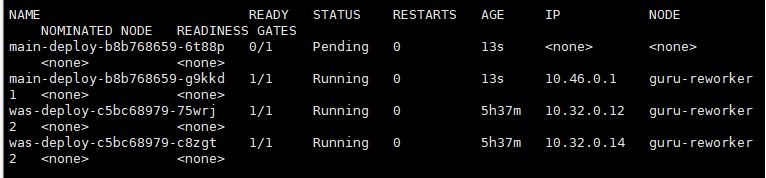 NAME READY STATUS RESTARTS AGE IP NODE
NOMINATED NODE READINESS GATES
main-deploy-b8b768659-6t88p 0/1 Pending 0 13s <none> <none>
<none> <none>
main-deploy-b8b768659-g9kkd 1/1 Running 0 13s 10.46.0.1 guru-reworker
1 <none> <none>
was-deploy-c5bc68979-75wrj 1/1 Running 0 5h37m 10.32.0.12 guru-reworker
2 <none> <none>
was-deploy-c5bc68979-c8zgt 1/1 Running 0 5h37m 10.32.0.14 guru-reworker
2 <none> <none>